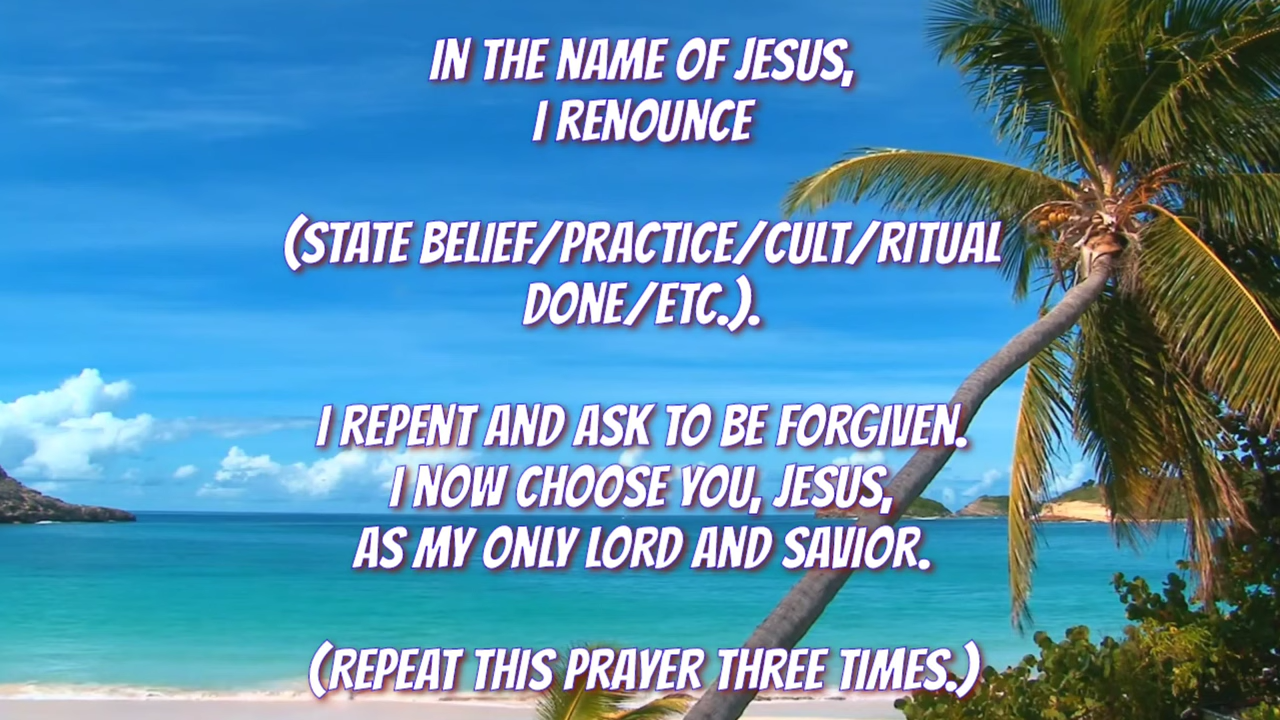 IN THE NAME OF JESUS,
I RENOUNCE
(STATE BELIEF/PRACTICE/CULT/RITUAL
DONE/ETC.).
I REPENT AND ASK TO BE FORGIVEN.
I NOW CHOOSE YOU, JESUS,
AS MY ONLY LORD AND SAVIOR.
(REPEAT THIS PRAYER THREE TIMES.)